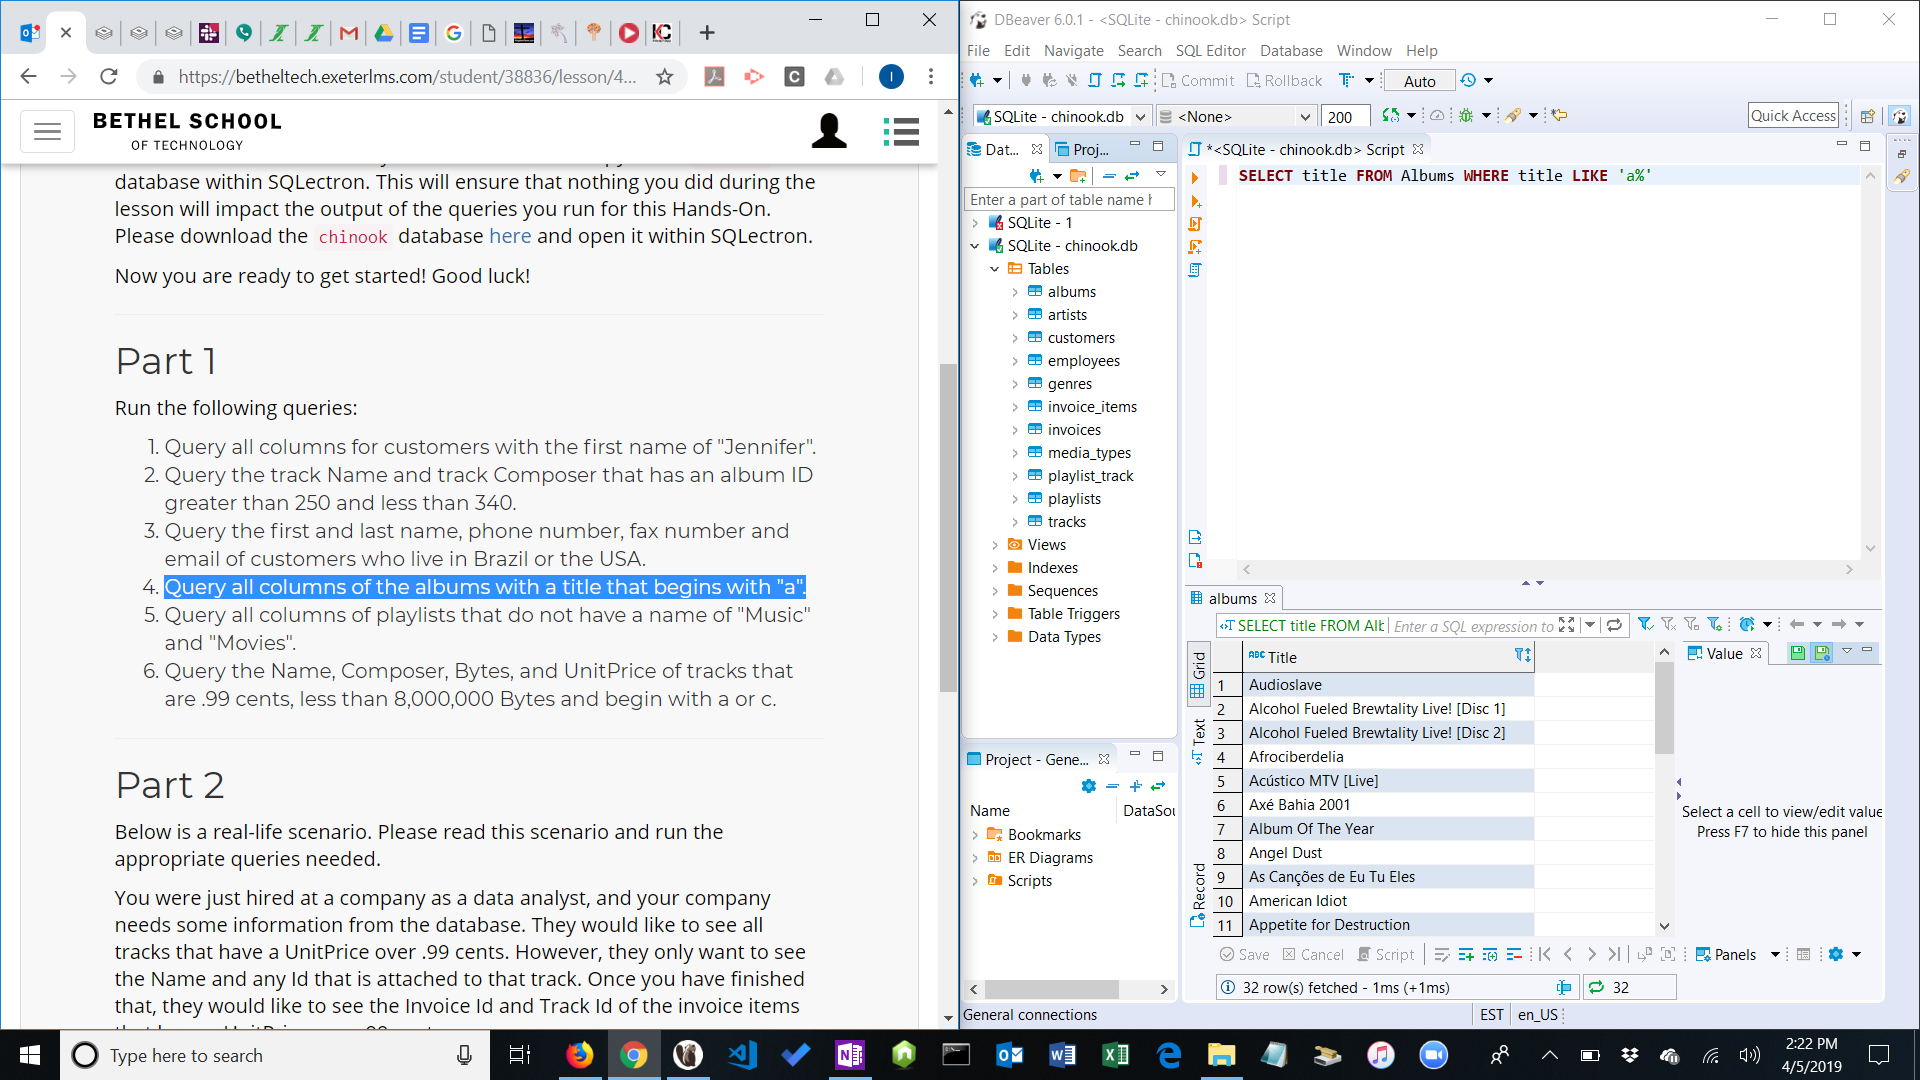 https://betheltech.exeterlms.com/student/38836/lesson/4...
BETHEL SCHOOL
OF TECHNOLOGY
database within SQLectron. This will ensure that nothing you did during the
lesson will impact the output of the queries you run for this Hands-On.
Please download the chinook database here and open it within SQLectron.
Now you are ready to get started! Good luck!
Part 1
Run the following queries:
1. Query all columns for customers with the first name of "Jennifer".
2. Query the track Name and track Composer that has an album ID
greater than 250 and less than 340.
3. Query the first and last name, phone number, fax number and
email of customers who live in Brazil or the USA.
4. Query all columns of the albums with a title that begins with "a".
5. Query all columns of playlists that do not have a name of "Music"
and "Movies".
6. Query the Name, Composer, Bytes, and UnitPrice of tracks that
are .99 cents, less than 8,000,000 Bytes and begin with a or c.
Part 2
Below is a real-life scenario. Please read this scenario and run the
appropriate queries needed.
You were just hired at a company as a data analyst, and your company
needs some information from the database. They would like to see all
tracks that have a UnitPrice over .99 cents. However, they only want to see
the Name and any Id that is attached to that track. Once you have finished
that, they would like to see the Invoice Id and Track Id of the invoice items
DBeaver 6.0.1 - <SQLite - chinook.db> Script
File Edit Navigate Search SQL Editor Database Window Help
Commit Rollback Auto
SQLite - chinook.db <None> 200 Quick Access
Dat... Proj...
Enter a part of table name h
SQLite - 1
SQLite - chinook.db
Tables
albums
artists
customers
employees
genres
invoice_items
invoices
media_types
playlist_track
playlists
tracks
Views
Indexes
Sequences
Table Triggers
Data Types
Project - Gene...
Name DataSou
Bookmarks
ER Diagrams
Scripts
*<SQLite - chinook.db> Script
SELECT title FROM Albums WHERE title LIKE 'a%'
albums
SELECT title FROM Alb Enter a SQL expression to
Grid
Text
Record
ABC Title
1 Audioslave
2 Alcohol Fueled Brewtality Live! [Disc 1]
3 Alcohol Fueled Brewtality Live! [Disc 2]
4 Afrociberdelia
5 Acústico MTV [Live]
6 Axé Bahia 2001
7 Album Of The Year
8 Angel Dust
9 As Canções de Eu Tu Eles
10 American Idiot
11 Appetite for Destruction
Value
Select a cell to view/edit value
Press F7 to hide this panel
Save Cancel Script Panels
32 row(s) fetched - 1ms (+1ms) 32
General connections EST en_US
Type here to search
2:22 PM
4/5/2019